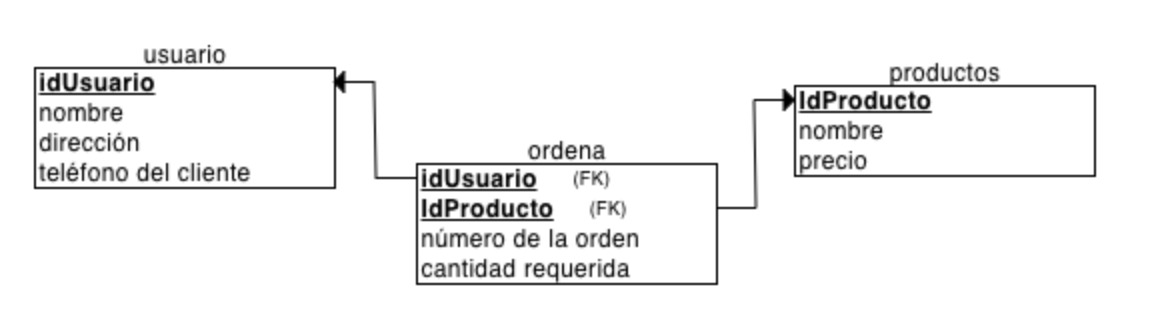 usuario
idUsuario
nombre
dirección
teléfono del cliente
ordena
idUsuario (FK)
IdProducto (FK)
número de la orden
cantidad requerida
productos
IdProducto
nombre
precio